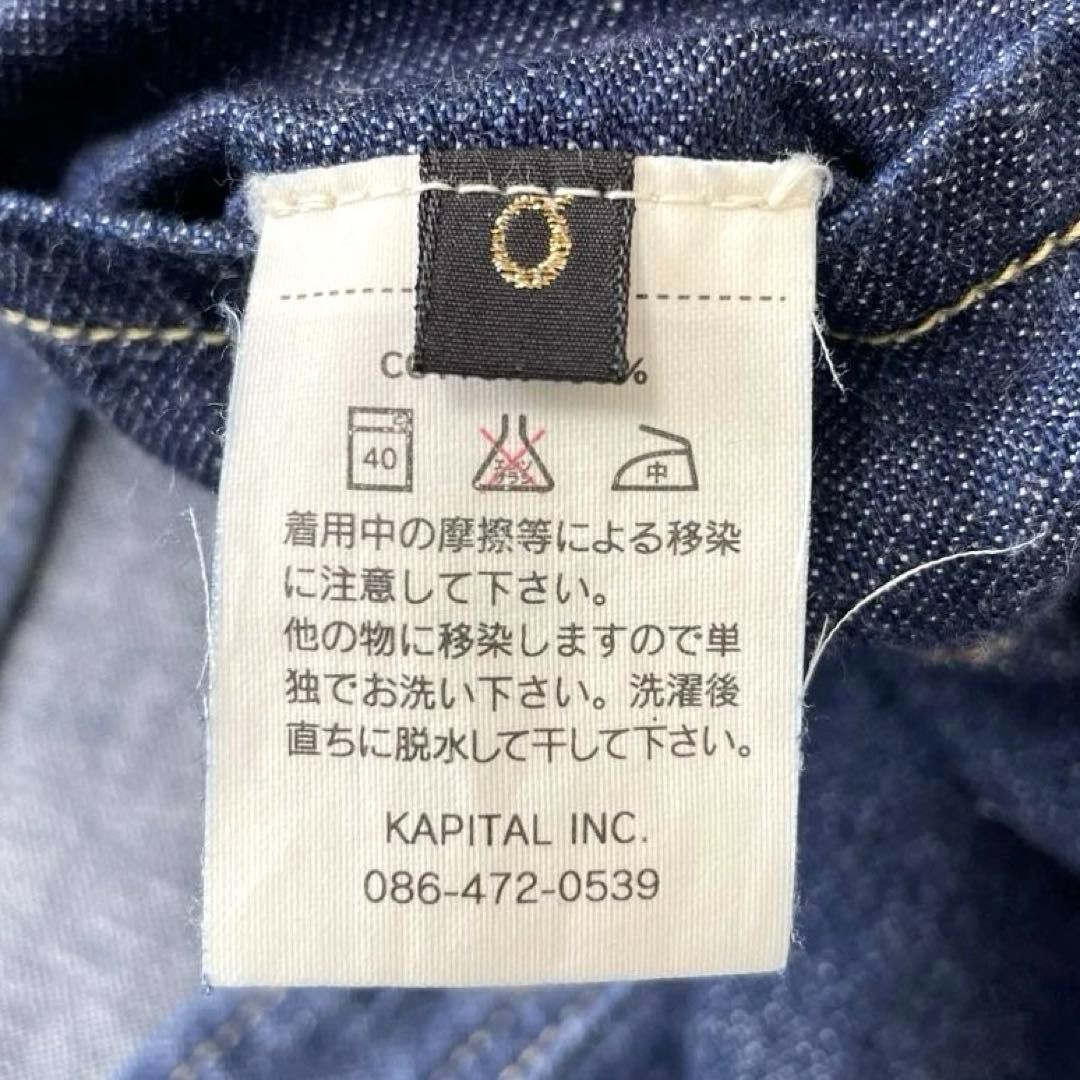 0
40
中
着用中の摩擦等による移染
に注意して下さい。
他の物に移染しますので単
独でお洗い下さい。洗濯後
直ちに脱水して干して下さい。
KAPITAL INC.
086-472-0539